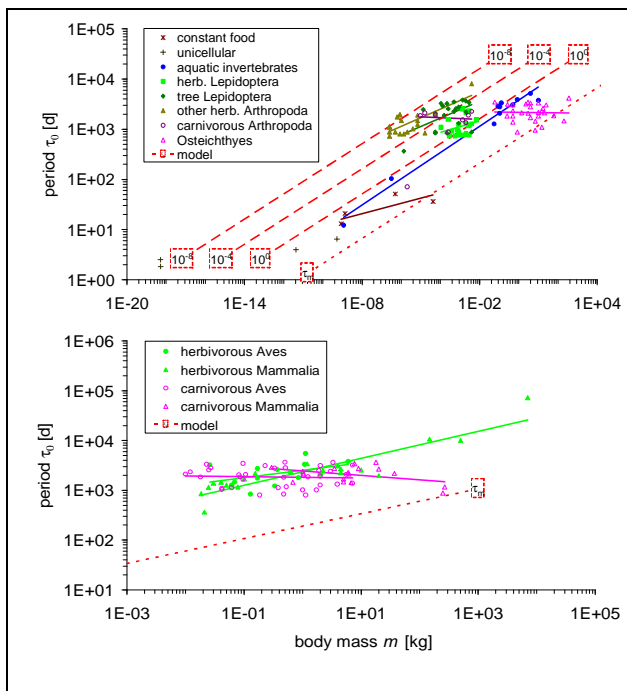 constant food
unicellular
aquatic invertebrates
herb. Lepidoptera
tree Lepidoptera
other herb. Arthropoda
carnivorous Arthropoda
Osteichthyes
model
10⁻⁸ 10⁻⁴ 10⁰
1E+05
1E+04
1E+03
1E+02
1E+01
1E+00
period τ₀ [d]
10⁻⁸ 10⁻⁴ 10⁰ τm
1E-20 1E-14 1E-08 1E-02 1E+04
herbivorous Aves
herbivorous Mammalia
carnivorous Aves
carnivorous Mammalia
model
1E+06
1E+05
1E+04
1E+03
1E+02
1E+01
period τ₀ [d]
τm
1E-03 1E-01 1E+01 1E+03 1E+05
body mass m [kg]